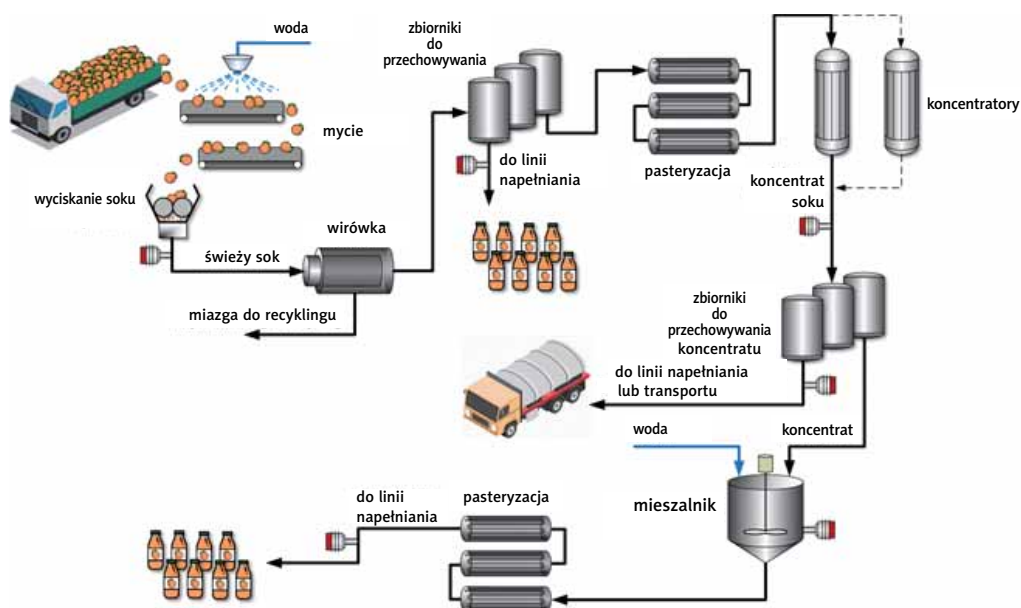 woda
mycie
wyciskanie soku
świeży sok
wirówka
miazga do recyklingu
zbiorniki
do
przechowywania
do linii
napełniania
pasteryzacja
koncentratory
koncentrat
soku
zbiorniki
do
przechowywania
koncentratu
do linii napełniania
lub transportu
woda
koncentrat
mieszalnik
pasteryzacja
do linii
napełniania